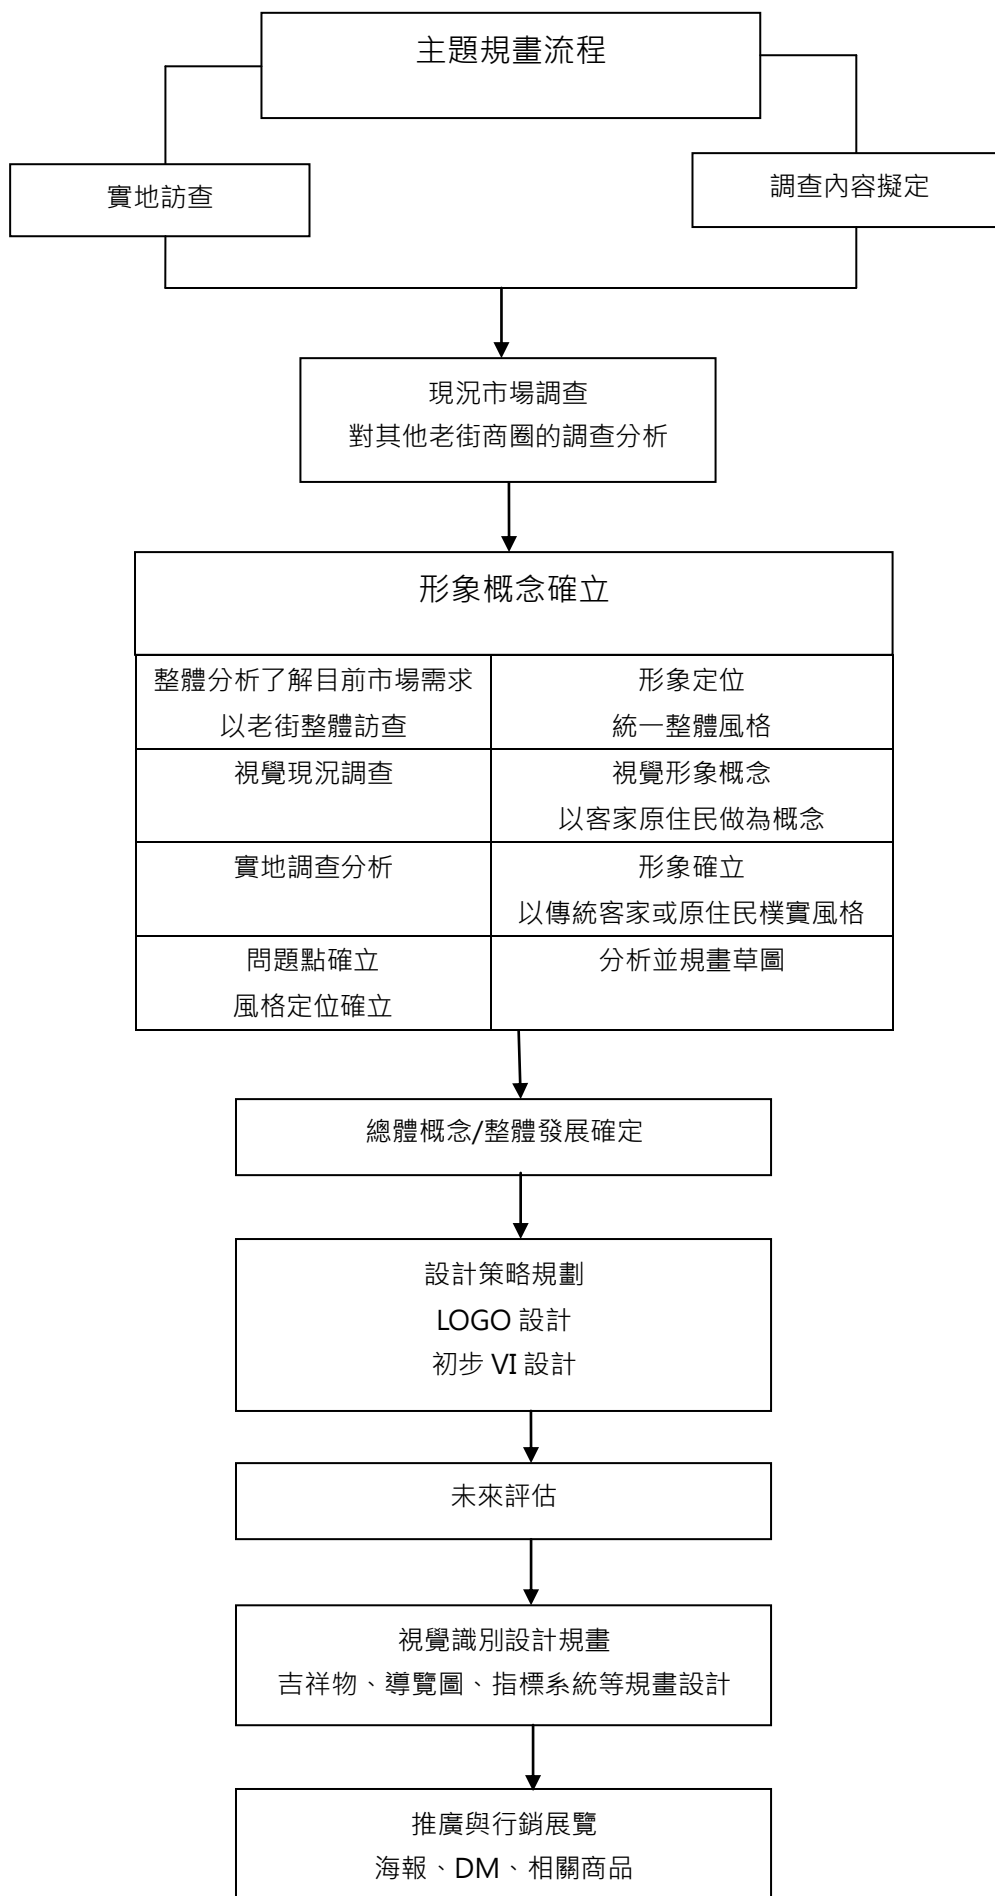 主題規畫流程
實地訪查
調查內容擬定
現況市場調查
對其他老街商圈的調查分析
形象概念確立
整體分析了解目前市場需求
以老街整體訪查
形象定位
統一整體風格
視覺現況調查
視覺形象概念
以客家原住民做為概念
實地調查分析
形象確立
以傳統客家或原住民樸實風格
問題點確立
風格定位確立
分析並規畫草圖
總體概念/整體發展確定
設計策略規劃
LOGO 設計
初步 VI 設計
未來評估
視覺識別設計規畫
吉祥物、導覽圖、指標系統等規畫設計
推廣與行銷展覽
海報、DM、相關商品